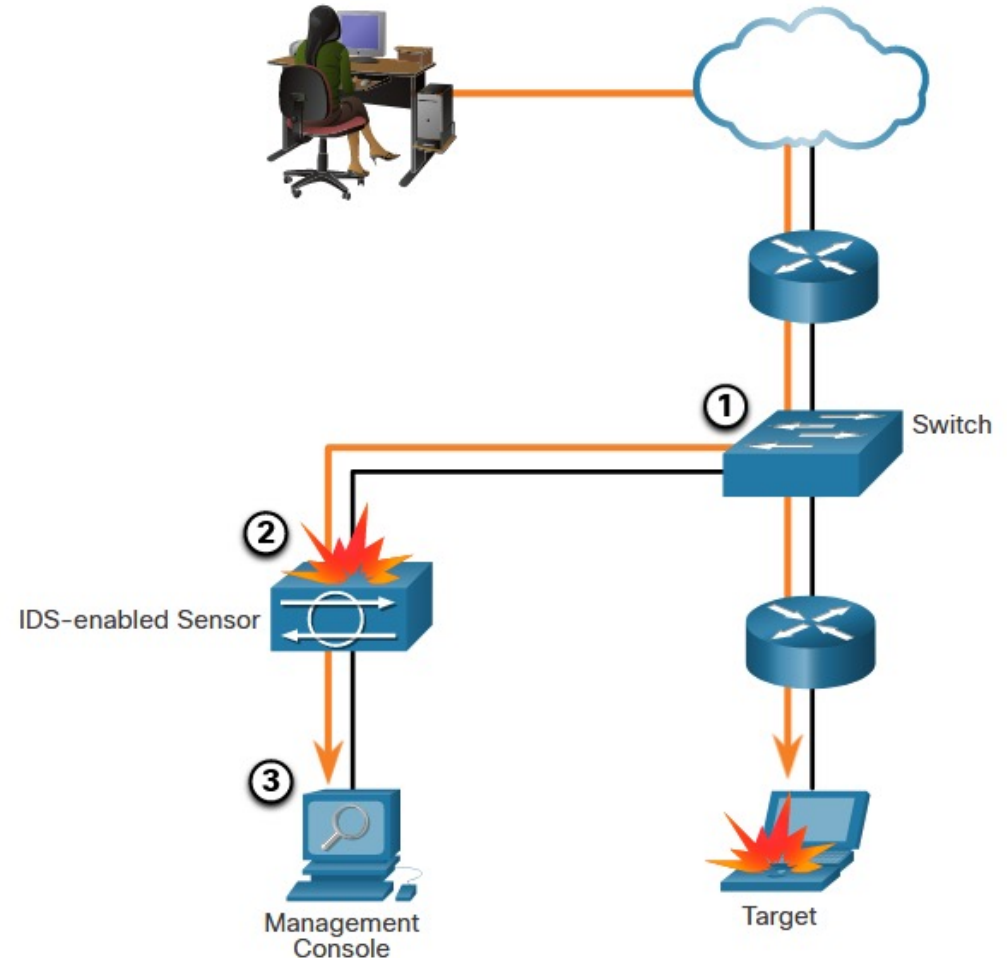 1
Switch
2
IDS-enabled Sensor
3
Management
Console
Target